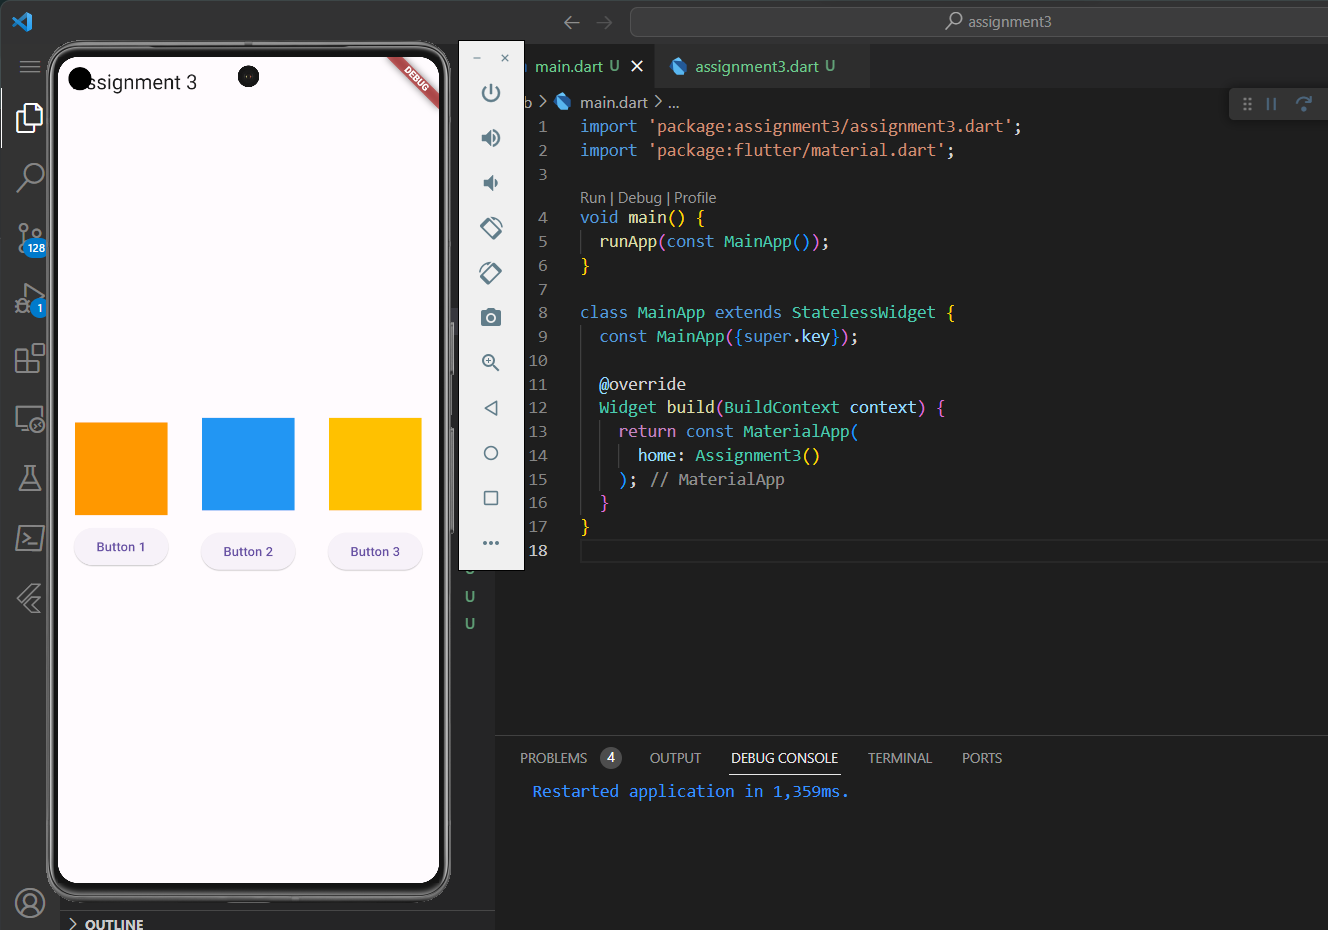 assignment3
ssignment 3
DEBUG
main.dart U
assignment3.dart U
b > main.dart > ...
1 import 'package:assignment3/assignment3.dart';
2 import 'package:flutter/material.dart';
3
Run | Debug | Profile
4 void main() {
5 runApp(const MainApp());
6 }
7
8 class MainApp extends StatelessWidget {
9 const MainApp({super.key});
10
11 @override
12 Widget build(BuildContext context) {
13 return const MaterialApp(
14 home: Assignment3()
15 ); // MaterialApp
16 }
17 }
18
128
1
Button 1
Button 2
Button 3
U
U
U
PROBLEMS 4 OUTPUT DEBUG CONSOLE TERMINAL PORTS
Restarted application in 1,359ms.
OUTLINE